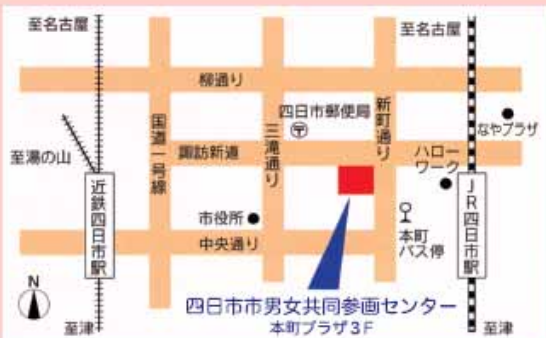 至名古屋
至名古屋
柳通り
四日市郵便局
〒
新町通り
なやプラザ
国道一号線
三滝通り
諏訪新道
ハロー
ワーク
至湯の山
近鉄四日市駅
JR四日市駅
市役所
本町
バス停
中央通り
N
四日市市男女共同参画センター
本町プラザ3F
至津
至津